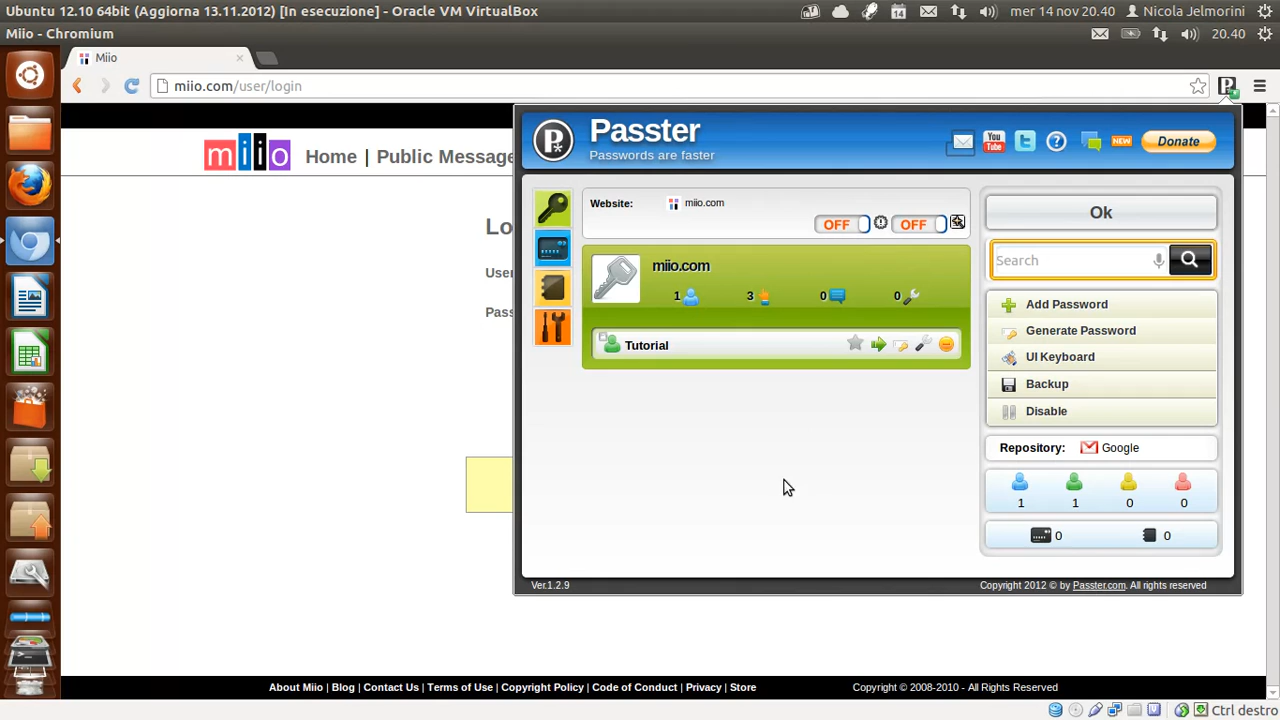 Ubuntu 12.10 64bit (Aggiorna 13.11.2012) [In esecuzione] - Oracle VM VirtualBox
14
mer 14 nov 20.40
Nicola Jelmorini
Miio - Chromium
20.40
Miio
miio.com/user/login
miio
Home | Public Message
Lo
User
Pass
P*
Passter
Passwords are faster
You
Tube
?
NEW
Donate
Website: miio.com
OFF
OFF
miio.com
1
3
0
0
Tutorial
Ok
Search
Add Password
Generate Password
UI Keyboard
Backup
Disable
Repository: Google
1 1 0 0
0 0
Ver.1.2.9
Copyright 2012 © by Passter.com. All rights reserved
About Miio | Blog | Contact Us | Terms of Use | Copyright Policy | Code of Conduct | Privacy | Store
Copyright © 2008-2010 - All Rights Reserved
Ctrl destro